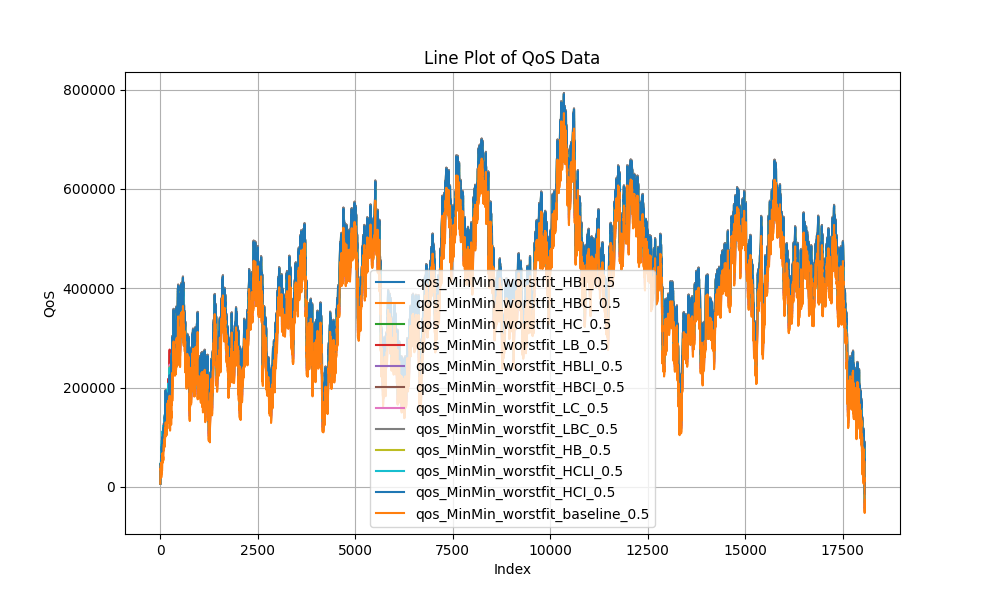 Line Plot of QoS Data
800000
600000
400000
200000
0
QoS
qos_MinMin_worstfit_HBI_0.5
qos_MinMin_worstfit_HBC_0.5
qos_MinMin_worstfit_HC_0.5
qos_MinMin_worstfit_LB_0.5
qos_MinMin_worstfit_HBLI_0.5
qos_MinMin_worstfit_HBCI_0.5
qos_MinMin_worstfit_LC_0.5
qos_MinMin_worstfit_LBC_0.5
qos_MinMin_worstfit_HB_0.5
qos_MinMin_worstfit_HCLI_0.5
qos_MinMin_worstfit_HCI_0.5
qos_MinMin_worstfit_baseline_0.5
0 2500 5000 7500 10000 12500 15000 17500
Index